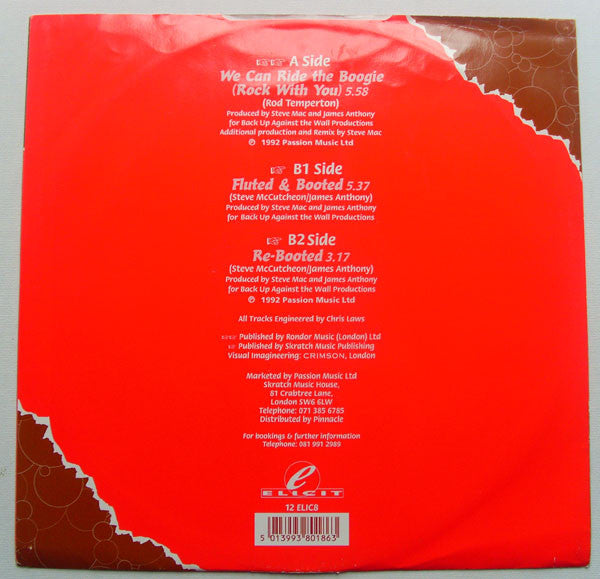 A Side
We Can Ride the Boogie
(Rock With You) 5.58
(Rod Temperton)
Produced by Steve Mac and James Anthony
for Back Up Against the Wall Productions
Additional production and Remix by Steve Mac
℗ 1992 Passion Music Ltd
B1 Side
Fluted & Booted 5.37
(Steve McCutcheon/James Anthony)
Produced by Steve Mac and James Anthony
for Back Up Against the Wall Productions
B2 Side
Re-Booted 3.17
(Steve McCutcheon/James Anthony)
Produced by Steve Mac and James Anthony
for Back Up Against the Wall Productions
℗ 1992 Passion Music Ltd
All Tracks Engineered by Chris Laws
Published by Rondor Music (London) Ltd
Published by Skratch Music Publishing
Visual Imagineering: CRIMSON, London
Marketed by Passion Music Ltd
Skratch Music House,
81 Crabtree Lane,
London SW6 6LW
Telephone: 071 385 6785
Distributed by Pinnacle
For bookings & further information
Telephone: 081 991 2989
e
ELICIT
12 ELIC8
5 013993 801863